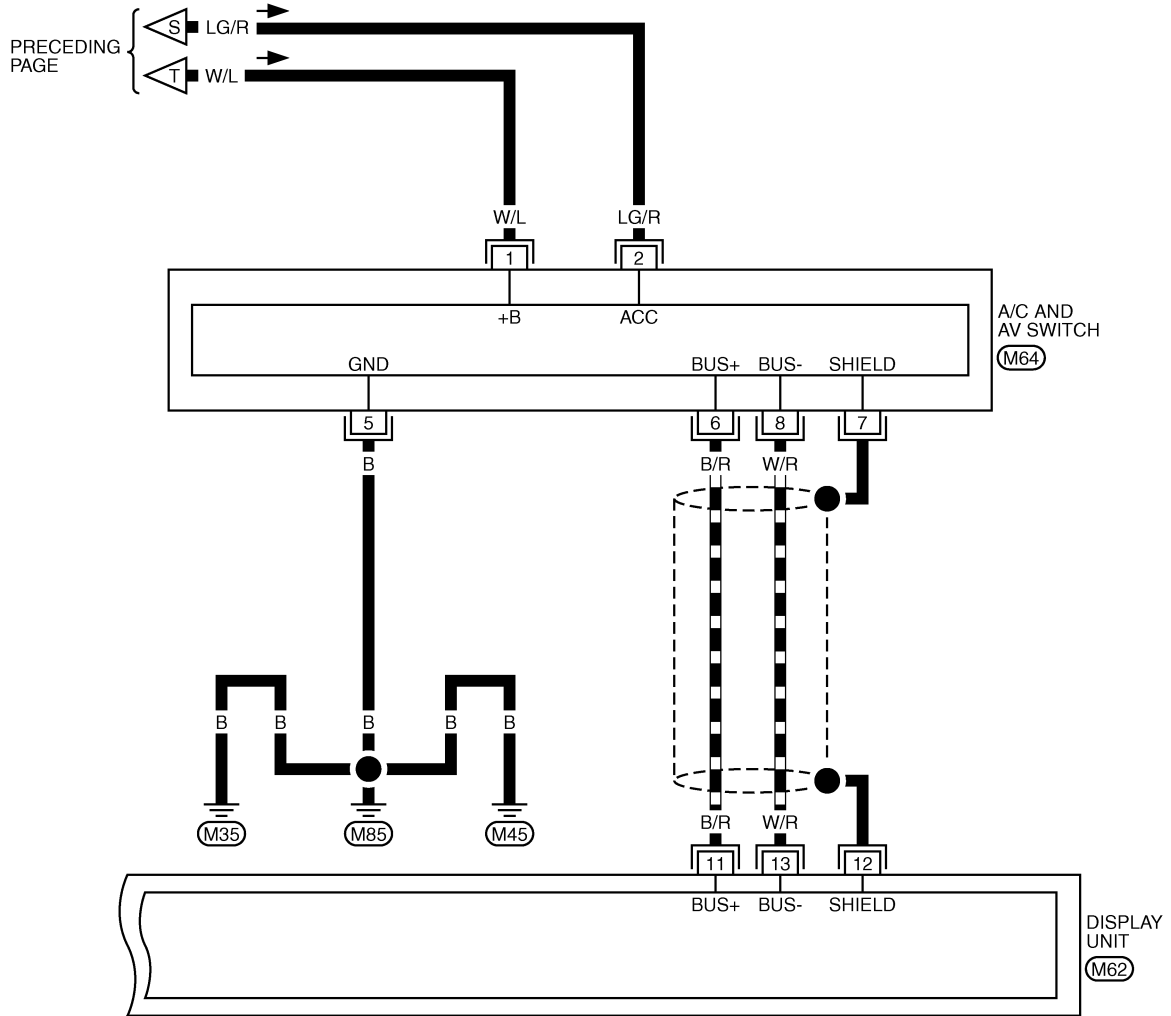 PRECEDING
PAGE
S
LG/R
T
W/L
W/L
LG/R
1
2
+B
ACC
A/C AND
AV SWITCH
M64
GND
BUS+
BUS-
SHIELD
5
6
8
7
B
B/R
W/R
B
B
B
B
B
M35
M85
M45
B/R
W/R
11
13
12
BUS+
BUS-
SHIELD
DISPLAY
UNIT
M62